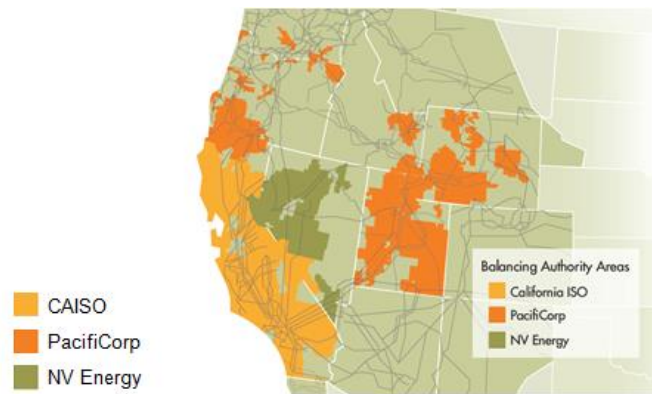 CAISO
PacifiCorp
NV Energy
Balancing Authority Areas
California ISO
PacifiCorp
NV Energy